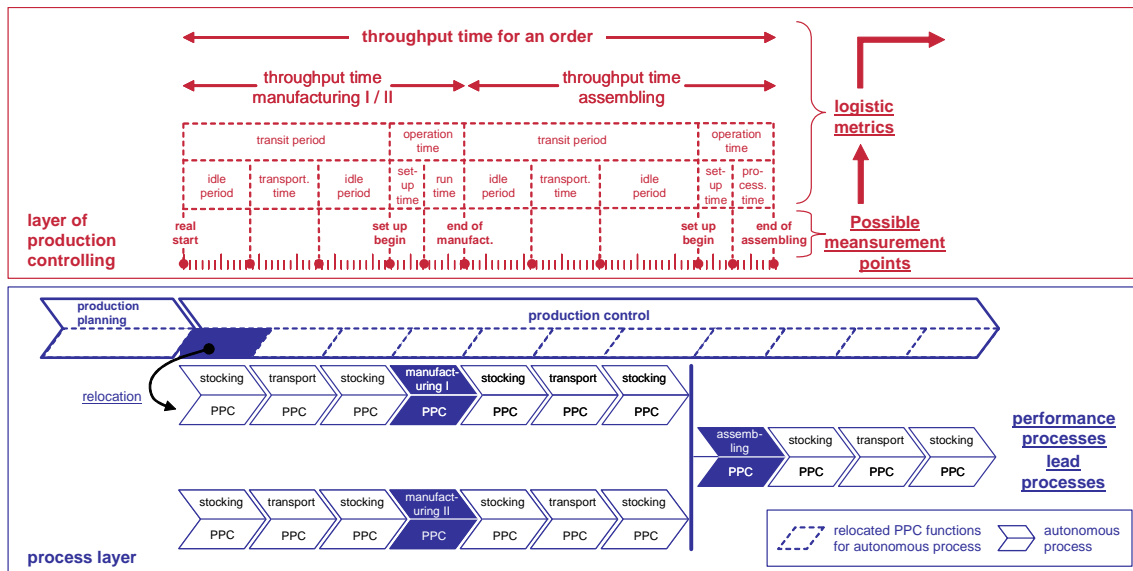 throughput time for an order
throughput time
manufacturing I / II
throughput time
assembling
logistic
metrics
transit period
operation
time
transit period
operation
time
idle
period
transport.
time
idle
period
set-
up
time
run
time
idle
period
transport.
time
idle
period
set-
up
time
pro-
cess.
time
layer of
production
controlling
real
start
set up
begin
end of
manufact.
set up
begin
end of
assembling
Possible
meansurement
points
production
planning
production control
relocation
stocking
transport
stocking
manufact-
uring I
stocking
transport
stocking
PPC
PPC
PPC
PPC
PPC
PPC
PPC
assemb-
ling
stocking
transport
stocking
PPC
PPC
PPC
PPC
performance
processes
lead
processes
stocking
transport
stocking
manufact-
uring II
stocking
transport
stocking
PPC
PPC
PPC
PPC
PPC
PPC
PPC
process layer
relocated PPC functions
for autonomous process
autonomous
process